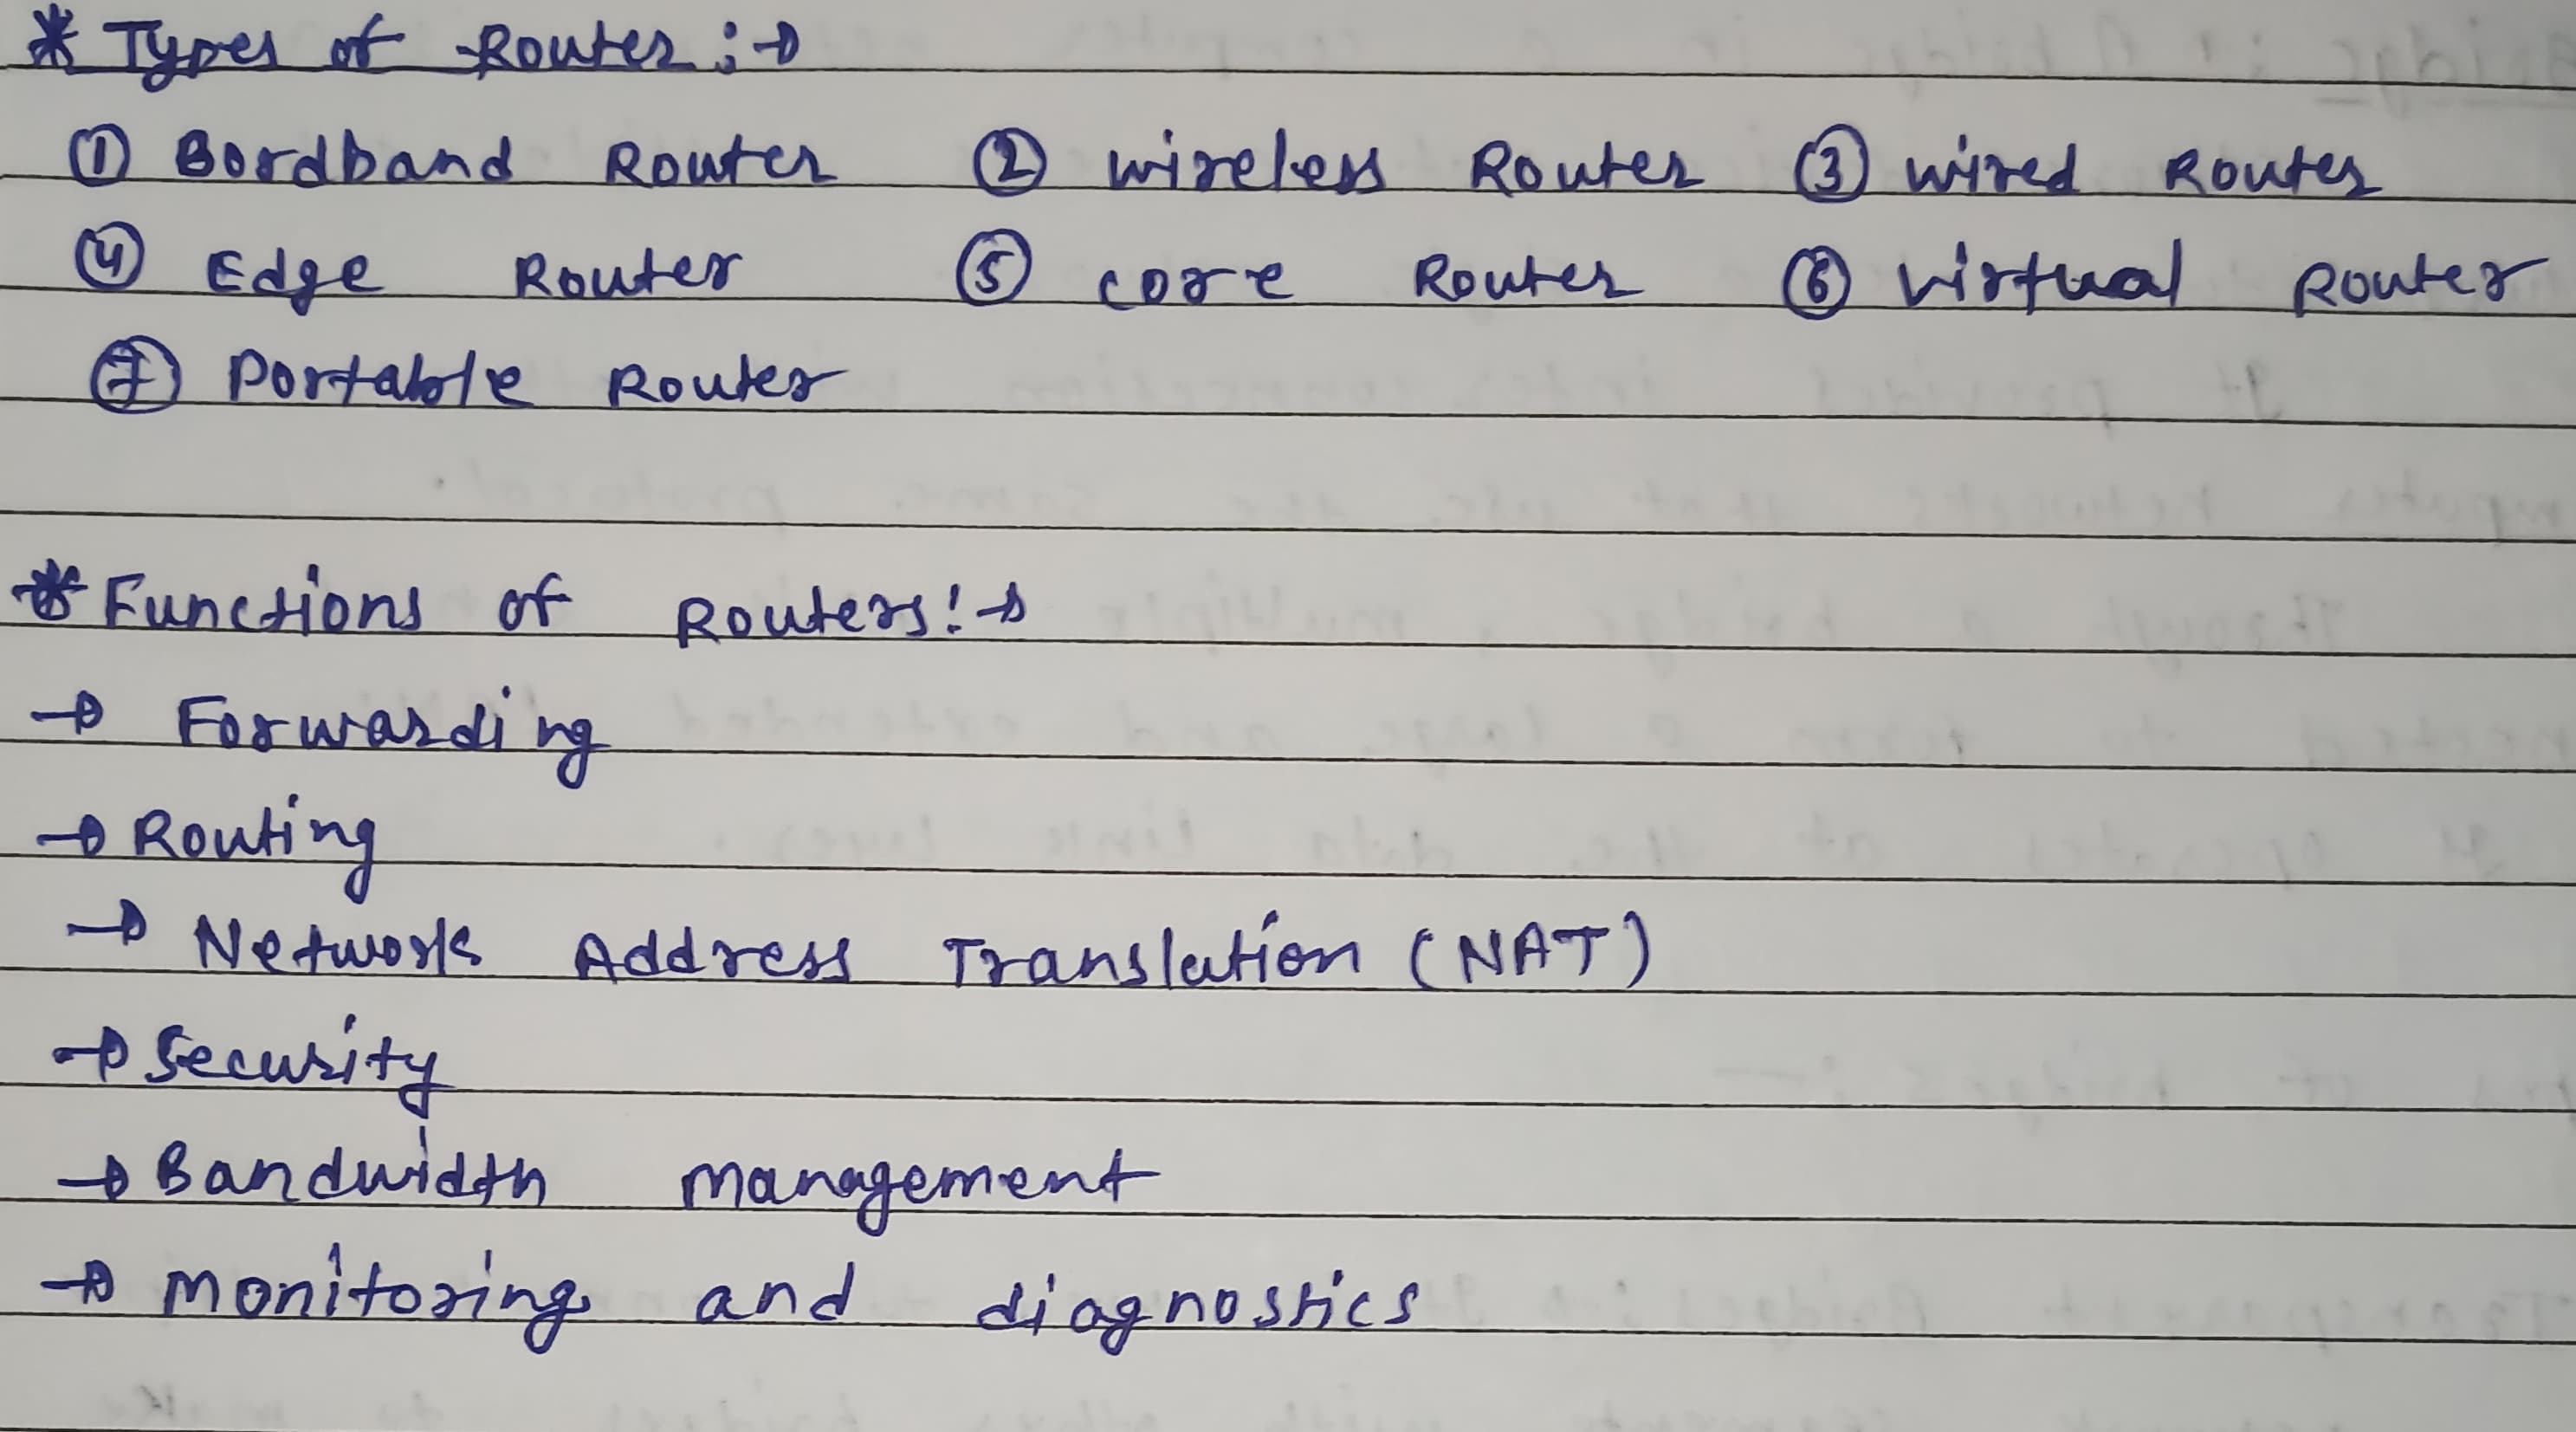 * Types of Router :→
① Bordband Router ② wireless Router ③ wired Router
④ Edge Router ⑤ core Router ⑥ virtual Router
⑦ Portable Router
* Functions of Routers :→
→ Forwarding
→ Routing
→ Network Address Translation (NAT)
→ Security
→ Bandwidth management
→ Monitoring and diagnostics